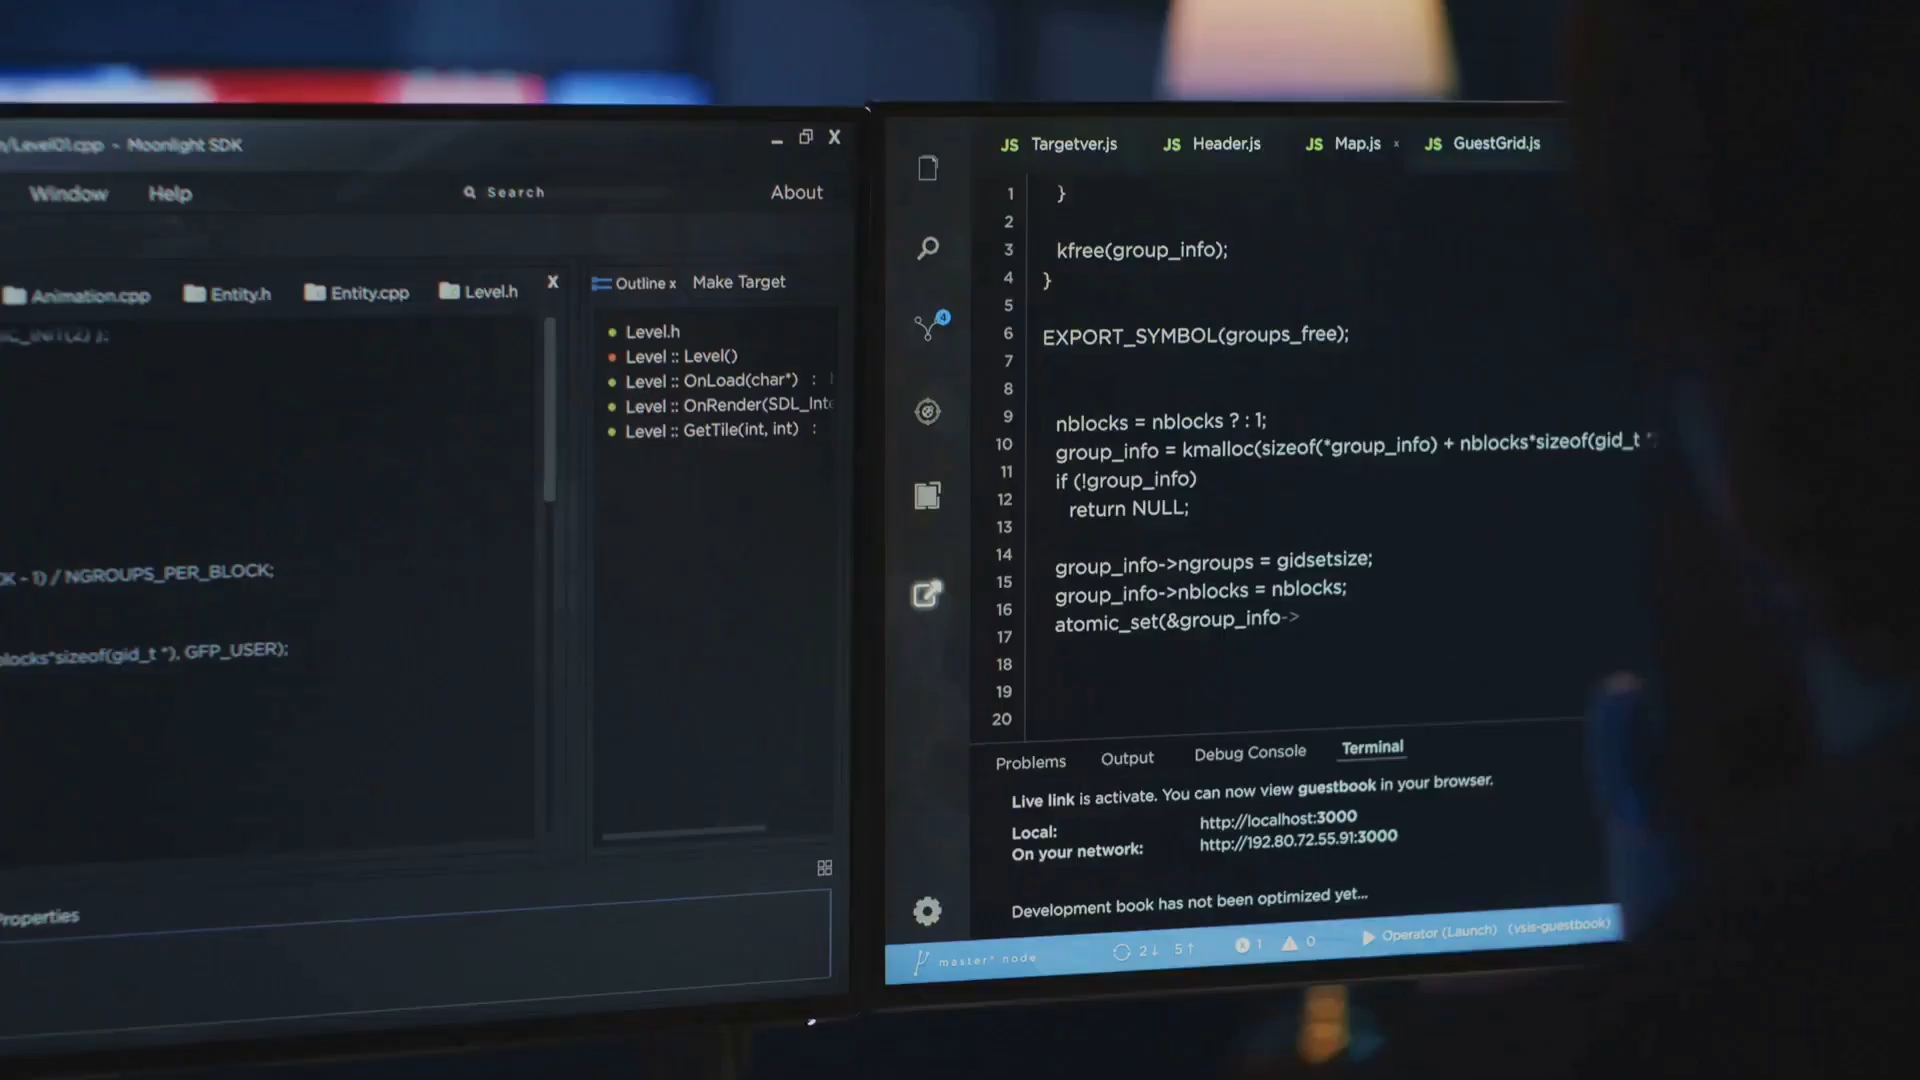 /Level01.cpp - Moonlight SDK
Window Help Search About
Animation.cpp Entity.h Entity.cpp Level.h X
Outline x Make Target
Level.h
Level :: Level()
Level :: OnLoad(char*) :
Level :: OnRender(SDL_Inte
Level :: GetTile(int, int) :
- 1) / NGROUPS_PER_BLOCK;
locks*sizeof(gid_t *), GFP_USER);
Properties
JS Targetver.js JS Header.js JS Map.js x JS GuestGrid.js
1 }
2
3 kfree(group_info);
4 }
5
6 EXPORT_SYMBOL(groups_free);
7
8
9 nblocks = nblocks ? : 1;
10 group_info = kmalloc(sizeof(*group_info) + nblocks*sizeof(gid_t *
11 if (!group_info)
12 return NULL;
13
14 group_info->ngroups = gidsetsize;
15 group_info->nblocks = nblocks;
16 atomic_set(&group_info->
17
18
19
20
4
Problems Output Debug Console Terminal
Live link is activate. You can now view guestbook in your browser.
Local: http://localhost:3000
On your network: http://192.80.72.55.91:3000
Development book has not been optimized yet...
master* node 2↓ 5↑ 1 0 Operator (Launch) (vsis-guestbook)